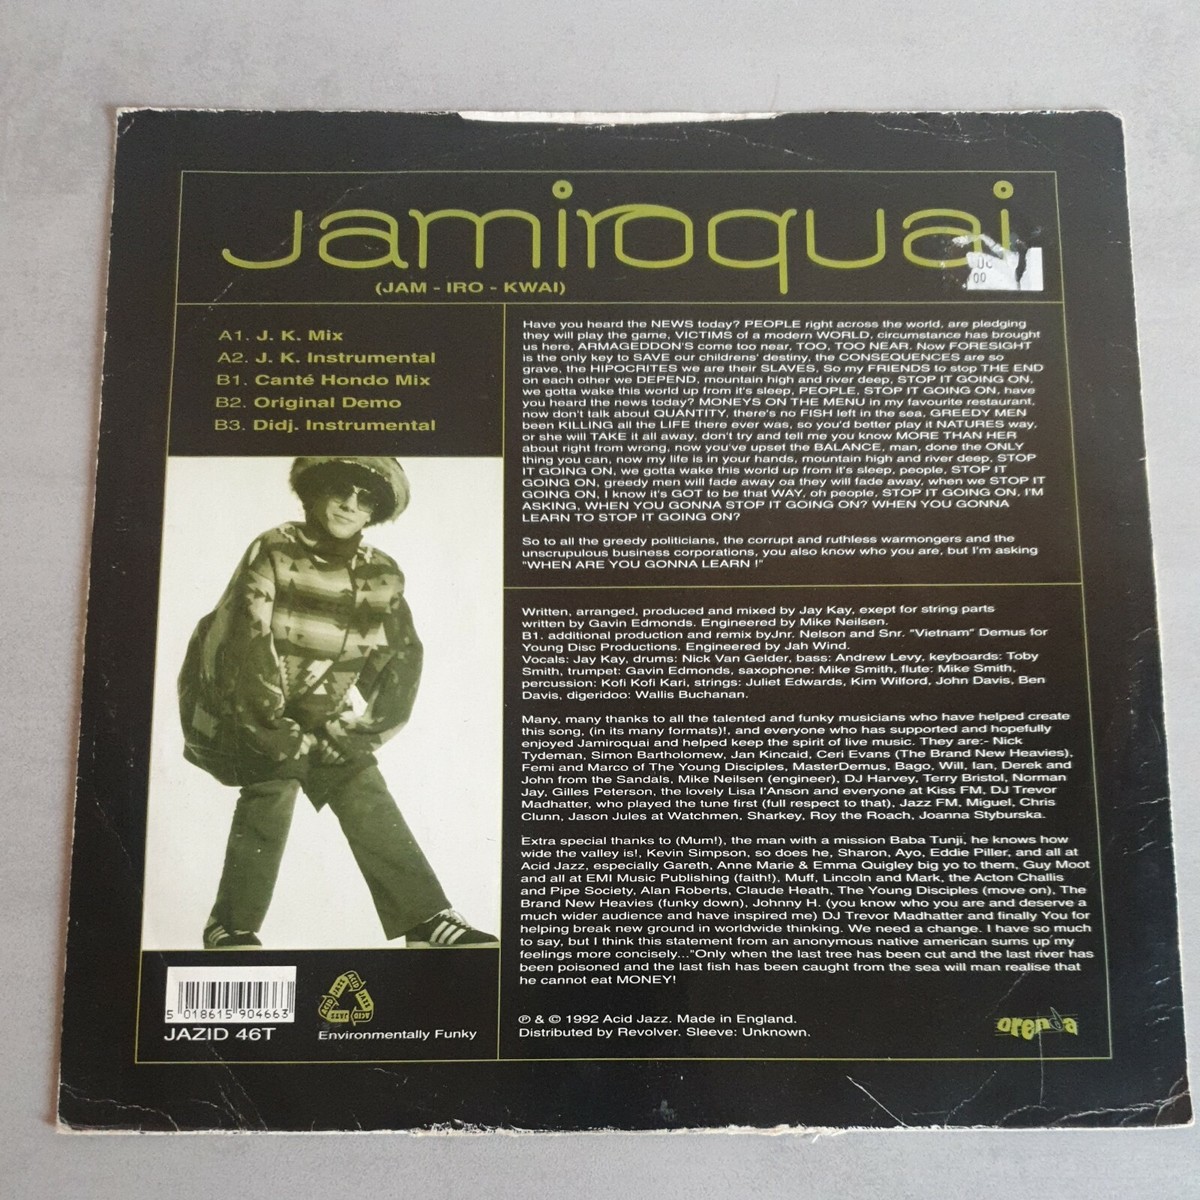 Jamiroquai
(JAM - IRO - KWAI)
A1. J. K. Mix
A2. J. K. Instrumental
B1. Canté Hondo Mix
B2. Original Demo
B3. Didj. Instrumental
Have you heard the NEWS today? PEOPLE right across the world, are pledging
they will play the game, VICTIMS of a modern WORLD, circumstance has brought
us here, ARMAGEDDON'S come too near, TOO, TOO NEAR. Now FORESIGHT
is the only key to SAVE our childrens' destiny, the CONSEQUENCES are so
grave, the HIPOCRITES we are their SLAVES, So my FRIENDS to stop THE END
on each other we DEPEND, mountain high and river deep, STOP IT GOING ON,
we gotta wake this world up from it's sleep, PEOPLE, STOP IT GOING ON, have
you heard the news today? MONEYS ON THE MENU in my favourite restaurant,
now don't talk about QUANTITY, there's no FISH left in the sea, GREEDY MEN
been KILLING all the LIFE there ever was, so you'd better play it NATURES way,
or she will TAKE it all away, don't try and tell me you know MORE THAN HER
about right from wrong, now you've upset the BALANCE, man, done the ONLY
thing you can, now my life is in your hands, mountain high and river deep, STOP
IT GOING ON, we gotta wake this world up from it's sleep, people, STOP IT
GOING ON, greedy men will fade away oa they will fade away, when we STOP IT
GOING ON, I know it's GOT to be that WAY, oh people, STOP IT GOING ON, I'M
ASKING, WHEN YOU GONNA STOP IT GOING ON? WHEN YOU GONNA
LEARN TO STOP IT GOING ON?
So to all the greedy politicians, the corrupt and ruthless warmongers and the
unscrupulous business corporations, you also know who you are, but I'm asking
"WHEN ARE YOU GONNA LEARN !"
Written, arranged, produced and mixed by Jay Kay, exept for string parts
written by Gavin Edmonds. Engineered by Mike Neilsen.
B1. additional production and remix byJnr. Nelson and Snr. "Vietnam" Demus for
Young Disc Productions. Engineered by Jah Wind.
Vocals: Jay Kay, drums: Nick Van Gelder, bass: Andrew Levy, keyboards: Toby
Smith, trumpet: Gavin Edmonds, saxophone: Mike Smith, flute: Mike Smith,
percussion: Kofi Kofi Kari, strings: Juliet Edwards, Kim Wilford, John Davis, Ben
Davis, digeridoo: Wallis Buchanan.
Many, many thanks to all the talented and funky musicians who have helped create
this song, (in its many formats)!, and everyone who has supported and hopefully
enjoyed Jamiroquai and helped keep the spirit of live music. They are:- Nick
Tydeman, Simon Bartholomew, Jan Kincaid, Ceri Evans (The Brand New Heavies),
Femi and Marco of The Young Disciples, MasterDemus, Bago, Will, Ian, Derek and
John from the Sandals, Mike Neilsen (engineer), DJ Harvey, Terry Bristol, Norman
Jay, Gilles Peterson, the lovely Lisa I'Anson and everyone at Kiss FM, DJ Trevor
Madhatter, who played the tune first (full respect to that), Jazz FM, Miguel, Chris
Clunn, Jason Jules at Watchmen, Sharkey, Roy the Roach, Joanna Styburska.
Extra special thanks to (Mum!), the man with a mission Baba Tunji, he knows how
wide the valley is!, Kevin Simpson, so does he, Sharon, Ayo, Eddie Piller, and all at
Acid Jazz, especially Gareth, Anne Marie & Emma Quigley big yo to them, Guy Moot
and all at EMI Music Publishing (faith!), Muff, Lincoln and Mark, the Acton Challis
and Pipe Society, Alan Roberts, Claude Heath, The Young Disciples (move on), The
Brand New Heavies (funky down), Johnny H. (you know who you are and deserve a
much wider audience and have inspired me) DJ Trevor Madhatter and finally You for
helping break new ground in worldwide thinking. We need a change. I have so much
to say, but I think this statement from an anonymous native american sums up my
feelings more concisely..."Only when the last tree has been cut and the last river has
been poisoned and the last fish has been caught from the sea will man realise that
he cannot eat MONEY!
℗ & © 1992 Acid Jazz. Made in England.
Distributed by Revolver. Sleeve: Unknown.
5 018615 904663
JAZID 46T
ACID JAZZ ACID JAZZ ACID JAZZ
Environmentally Funky
orenda